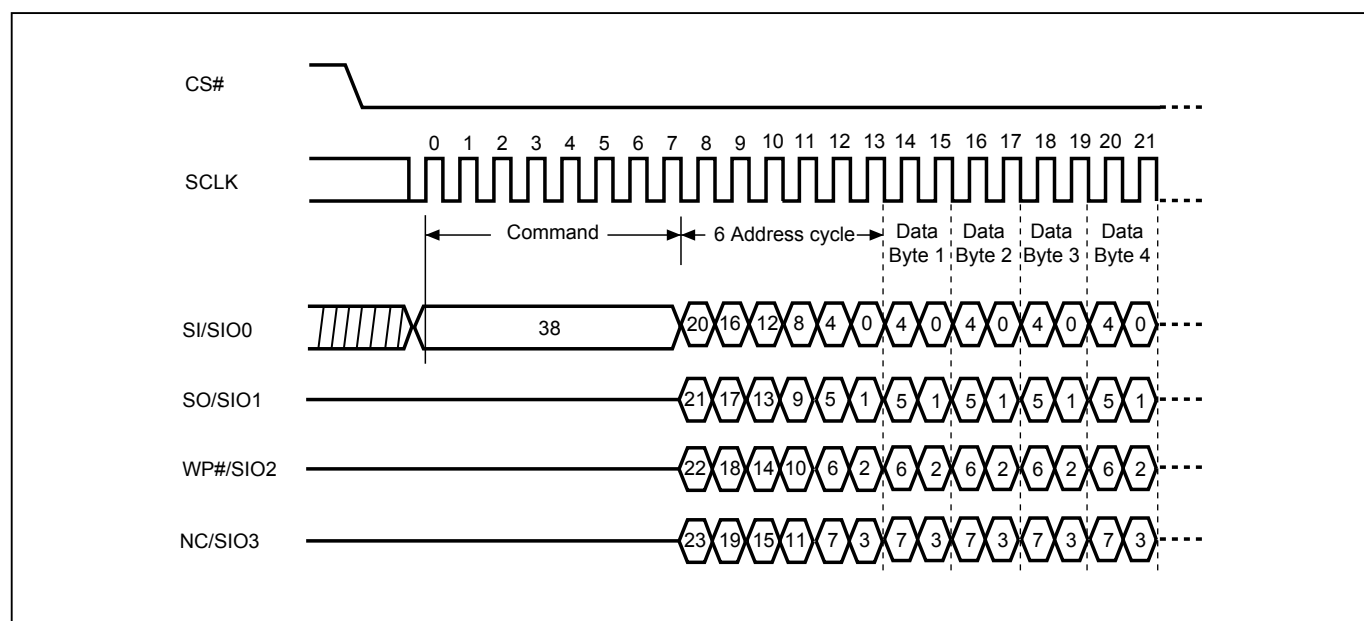 CS#
0 1 2 3 4 5 6 7 8 9 10 11 12 13 14 15 16 17 18 19 20 21
SCLK
Command 6 Address cycle Data Byte 1 Data Byte 2 Data Byte 3 Data Byte 4
SI/SIO0 38 20 16 12 8 4 0 4 0 4 0 4 0 4 0
SO/SIO1 21 17 13 9 5 1 5 1 5 1 5 1 5 1
WP#/SIO2 22 18 14 10 6 2 6 2 6 2 6 2 6 2
NC/SIO3 23 19 15 11 7 3 7 3 7 3 7 3 7 3